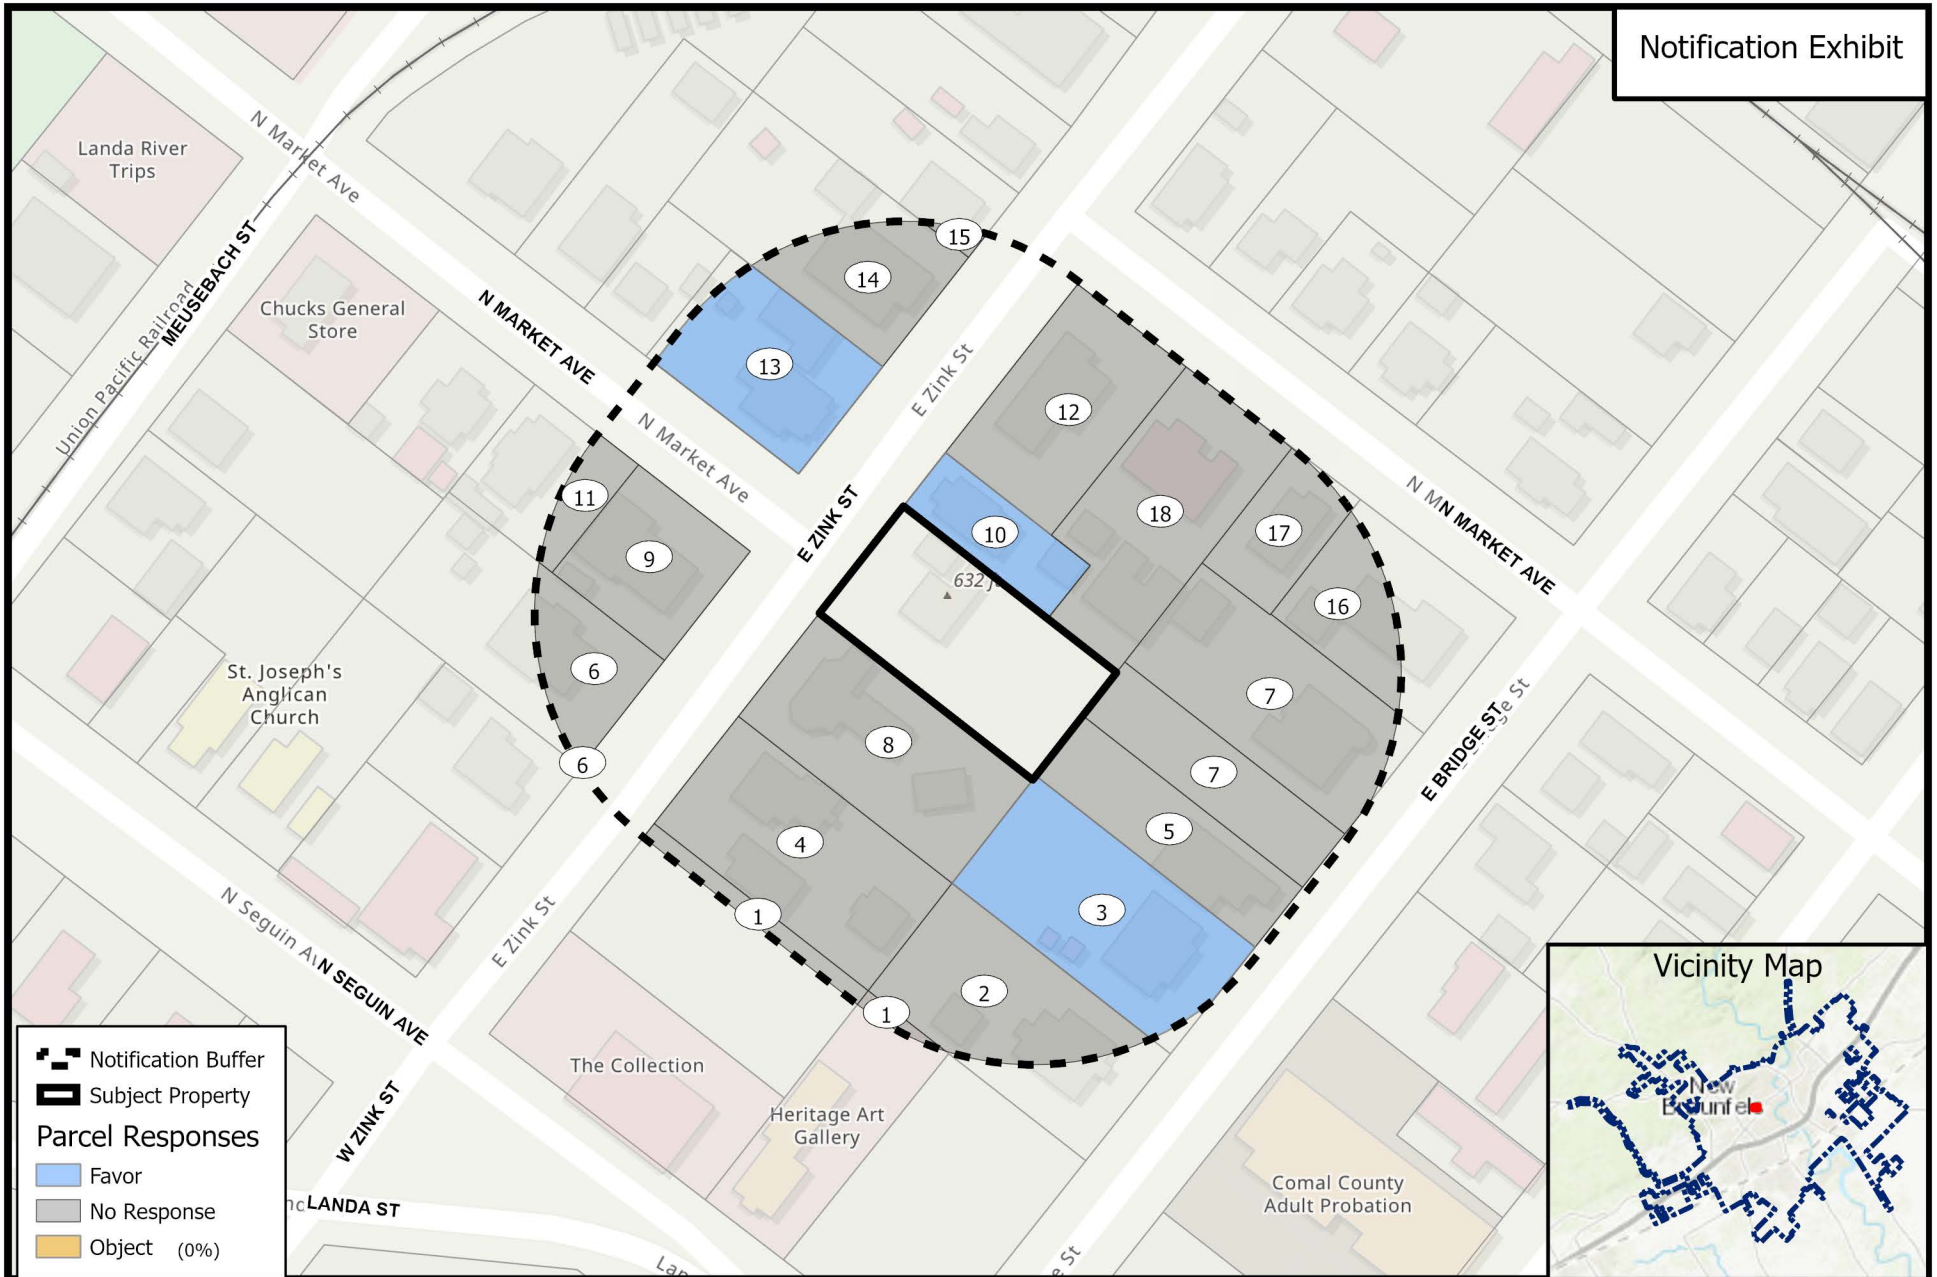 Notification Exhibit
Landa River
Trips
N Market Ave
MEUSEBACH ST
Union Pacific Railroad
Chucks General
Store
N MARKET AVE
N Market Ave
15
14
13
E Zink St
12
11
9
E ZINK ST
10
18
17
16
N MARKET AVE
632
6
St. Joseph's
Anglican
Church
7
8
6
7
E BRIDGE ST
5
4
3
1
N Seguin
N SEGUIN AVE
E Zink St
2
1
The Collection
Heritage Art
Gallery
Comal County
Adult Probation
W ZINK ST
LANDA ST
Notification Buffer
Subject Property
Parcel Responses
Favor
No Response
Object (0%)
Vicinity Map
New
Braunfels